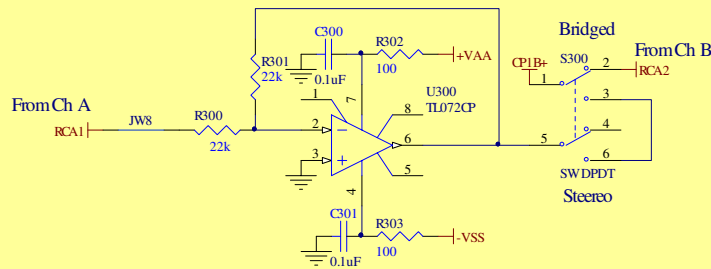 Bridged
C300
R302
+VAA
0.1uF
100
R301
22k
U300
TL072CP
From Ch B
S300
CP1B+
1
2
RCA2
3
4
5
6
SWDPDT
Steereo
From Ch A
RCA1
JW8
R300
22k
1
7
8
2
6
3
5
4
C301
R303
-VSS
0.1uF
100